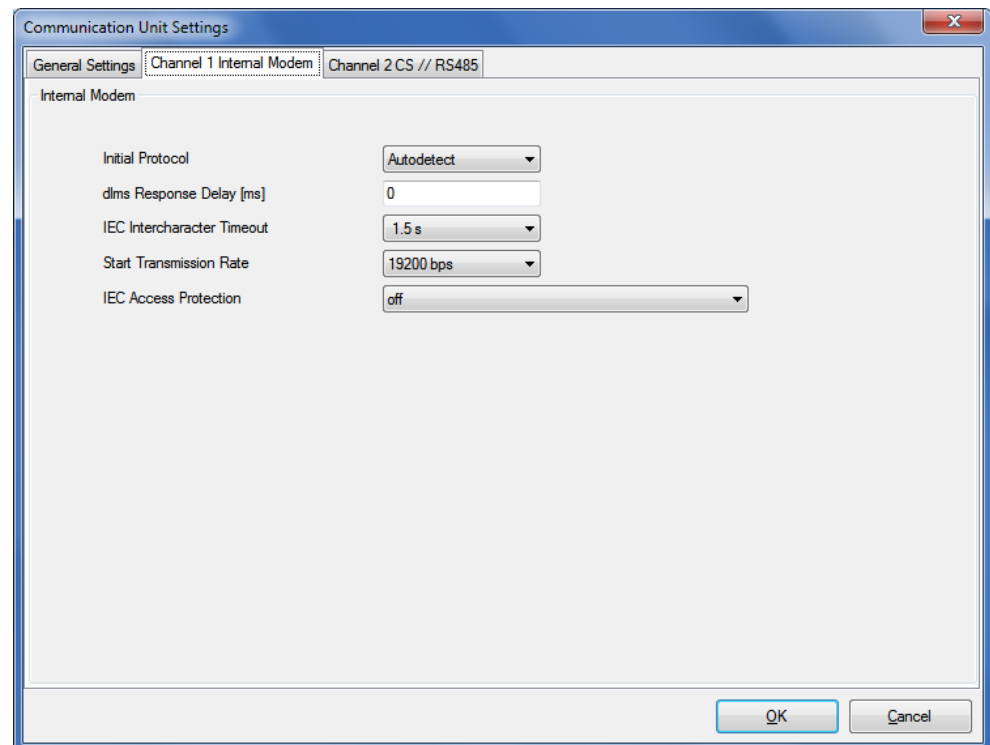 Communication Unit Settings
General Settings Channel 1 Internal Modem Channel 2 CS // RS485
Internal Modem
Initial Protocol Autodetect
dlms Response Delay [ms] 0
IEC Intercharacter Timeout 1.5 s
Start Transmission Rate 19200 bps
IEC Access Protection off
OK Cancel